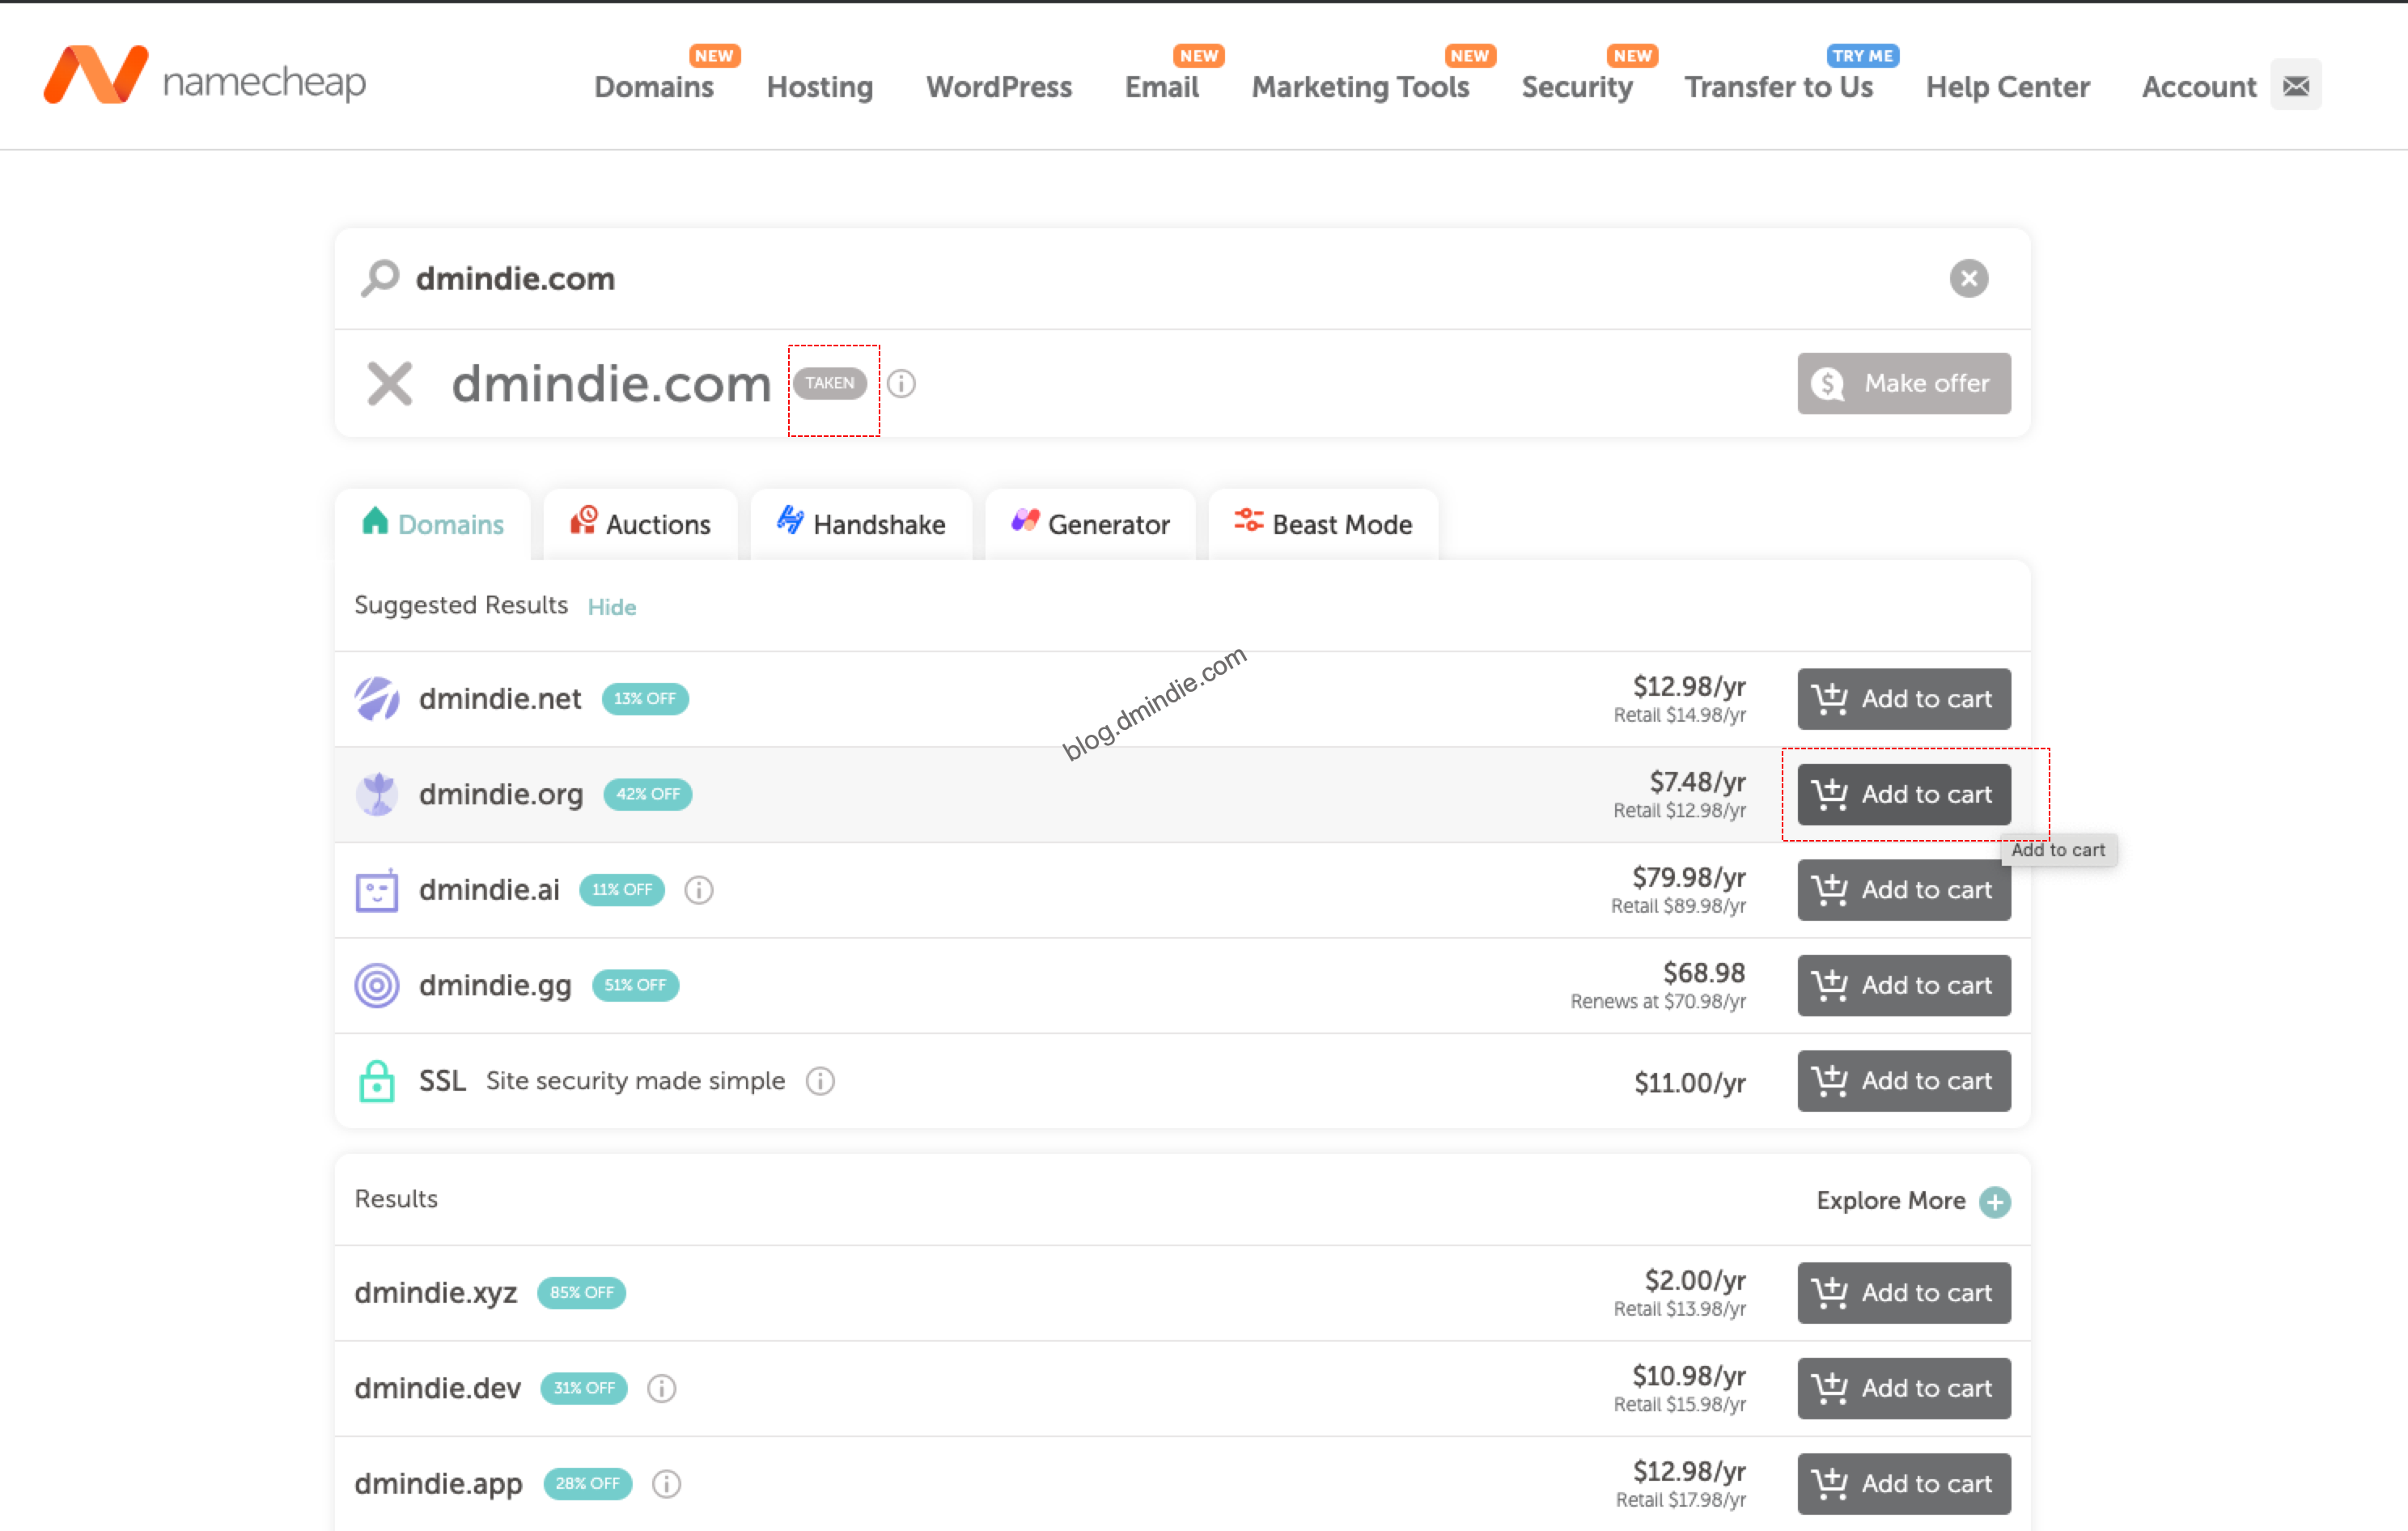 namecheap
NEW NEW NEW NEW TRY ME
Domains Hosting WordPress Email Marketing Tools Security Transfer to Us Help Center Account
dmindie.com
dmindie.com TAKEN Make offer
Domains Auctions Handshake Generator Beast Mode
Suggested Results Hide
blog.dmindie.com
dmindie.net 13% OFF $12.98/yr Add to cart
Retail $14.98/yr
dmindie.org 42% OFF $7.48/yr Add to cart
Retail $12.98/yr
Add to cart
dmindie.ai 11% OFF $79.98/yr Add to cart
Retail $89.98/yr
dmindie.gg 51% OFF $68.98 Add to cart
Renews at $70.98/yr
SSL Site security made simple $11.00/yr Add to cart
Results Explore More
dmindie.xyz 85% OFF $2.00/yr Add to cart
Retail $13.98/yr
dmindie.dev 31% OFF $10.98/yr Add to cart
Retail $15.98/yr
dmindie.app 28% OFF $12.98/yr Add to cart
Retail $17.98/yr